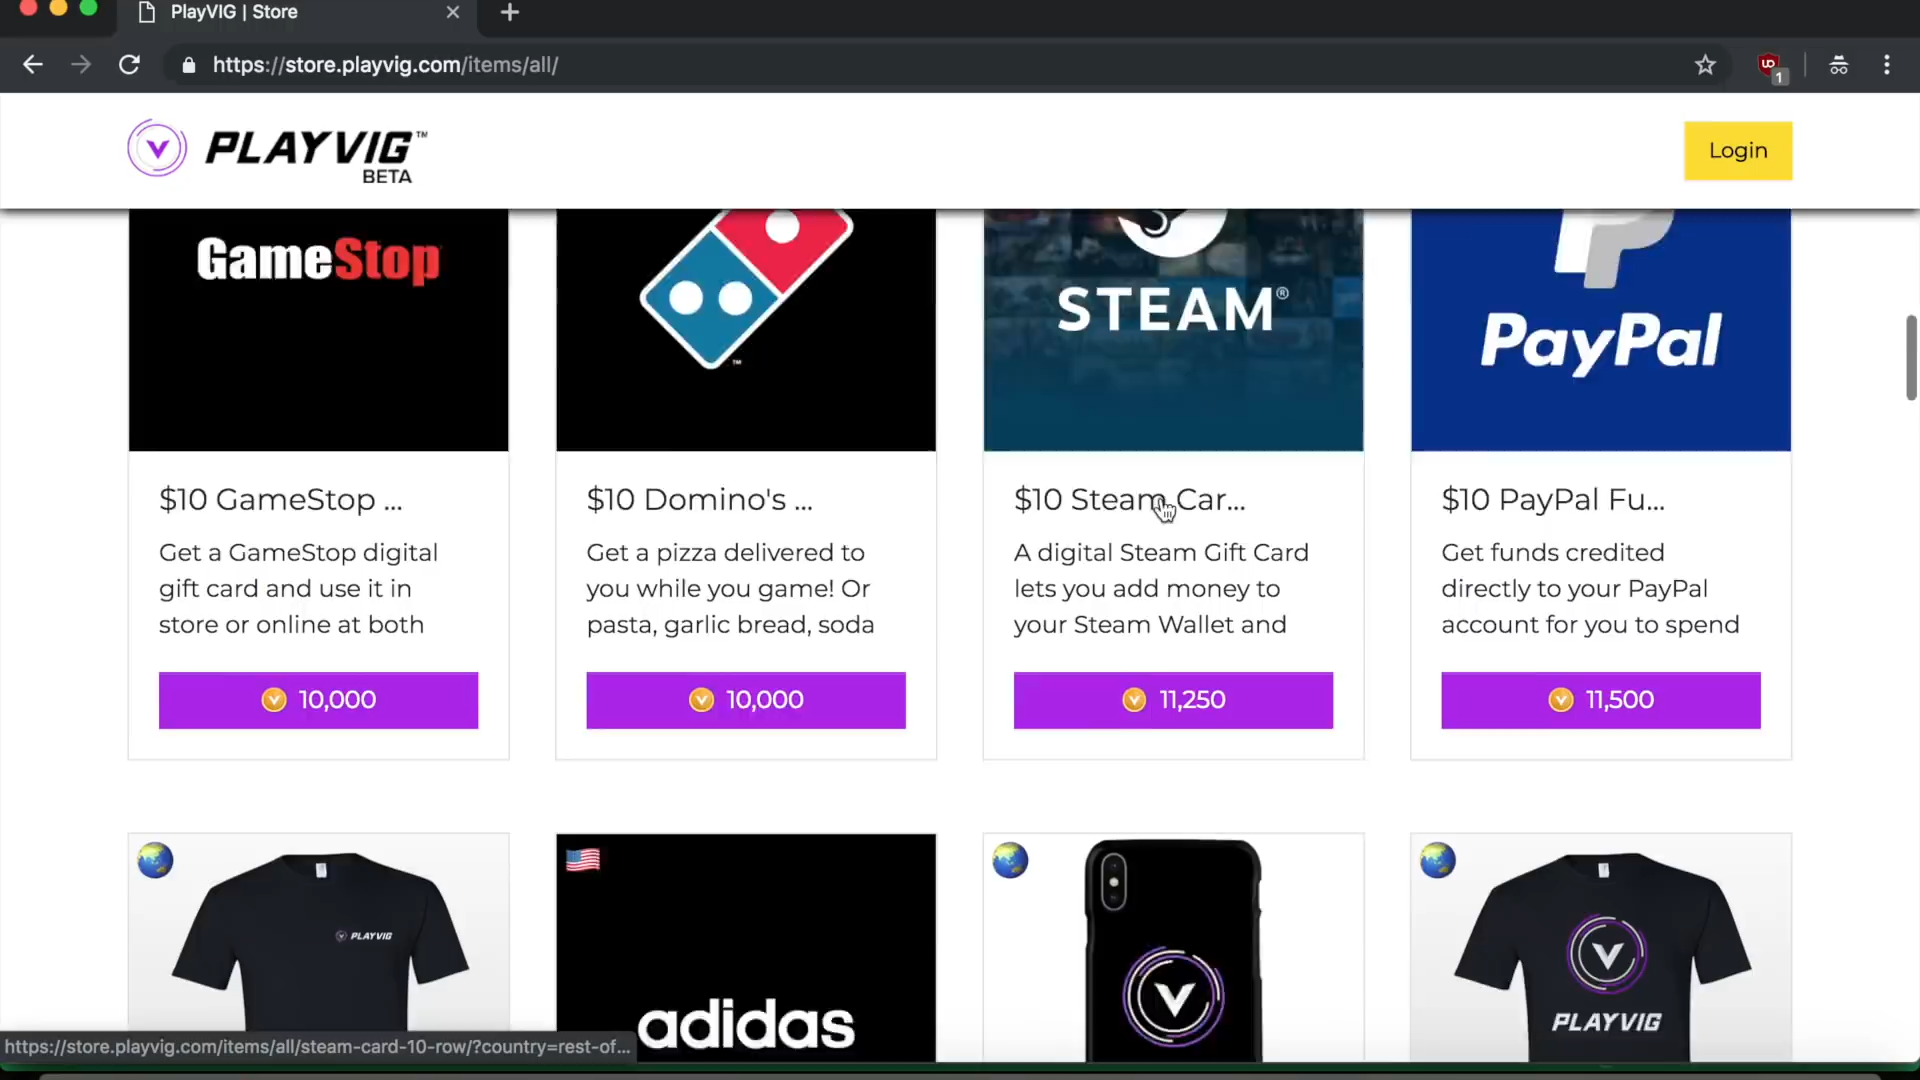 PlayVIG | Store
https://store.playvig.com/items/all/
1
PLAYVIG™
BETA
Login
GameStop
™
STEAM®
PayPal
$10 GameStop ...
Get a GameStop digital
gift card and use it in
store or online at both
10,000
$10 Domino's ...
Get a pizza delivered to
you while you game! Or
pasta, garlic bread, soda
10,000
$10 Steam Car...
A digital Steam Gift Card
lets you add money to
your Steam Wallet and
11,250
$10 PayPal Fu...
Get funds credited
directly to your PayPal
account for you to spend
11,500
PLAYVIG
adidas
PLAYVIG
https://store.playvig.com/items/all/steam-card-10-row/?country=rest-of...